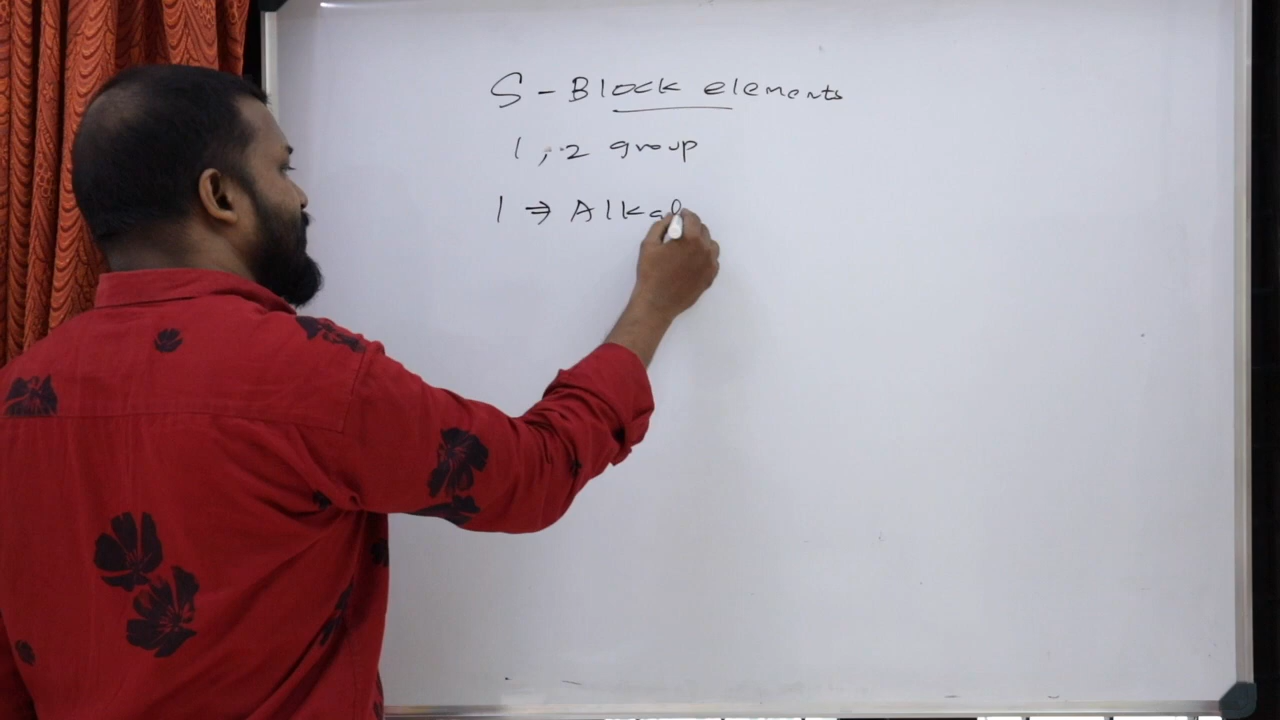 S - Block elements
1, 2 group
1 ⇒ Alkal